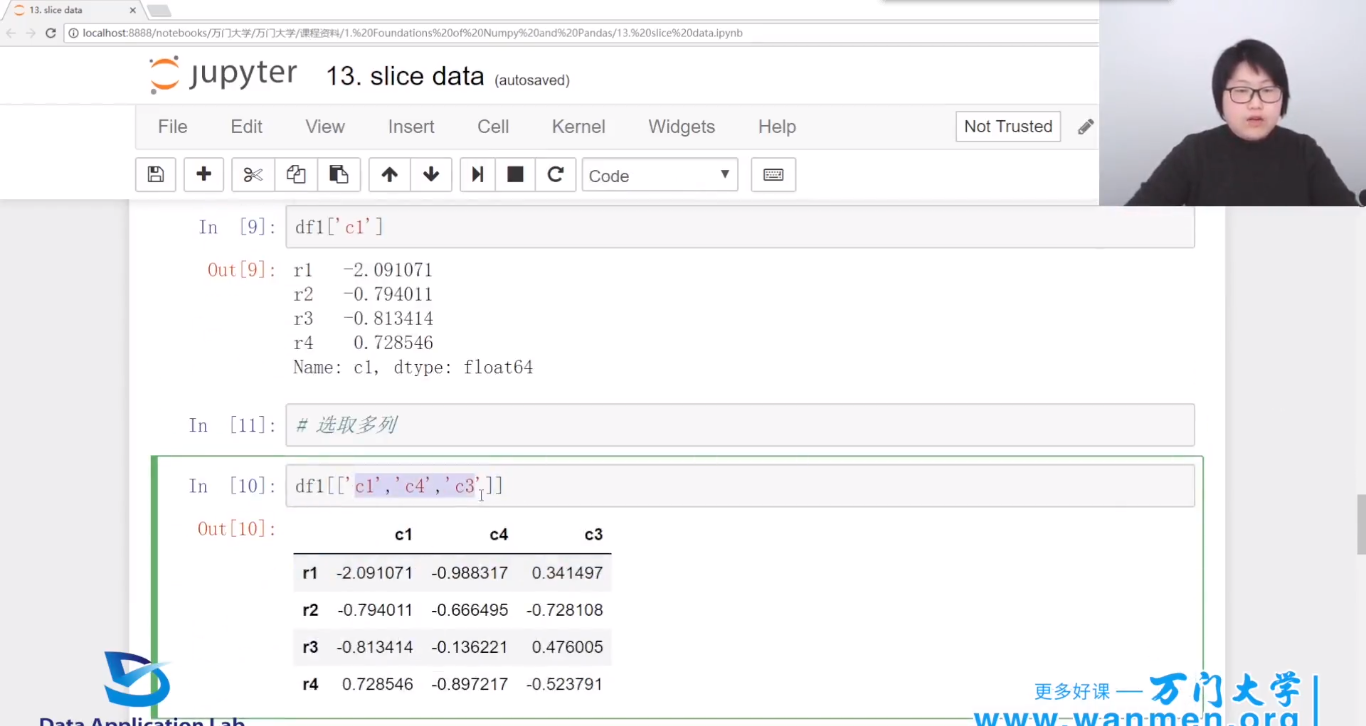 13. slice data
localhost:8888/notebooks/万门大学/万门大学/课程资料/1.%20Foundations%20of%20Numpy%20and%20Pandas/13.%20slice%20data.ipynb
jupyter 13. slice data (autosaved)
File Edit View Insert Cell Kernel Widgets Help Not Trusted
Code
In [9]: df1['c1']
Out[9]: r1 -2.091071
r2 -0.794011
r3 -0.813414
r4 0.728546
Name: c1, dtype: float64
In [11]: # 选取多列
In [10]: df1[['c1','c4','c3']]
Out[10]:
c1 c4 c3
r1 -2.091071 -0.988317 0.341497
r2 -0.794011 -0.666495 -0.728108
r3 -0.813414 -0.136221 0.476005
r4 0.728546 -0.897217 -0.523791
更多好课 — 万门大学
www.wanmen.org
Data Application Lab